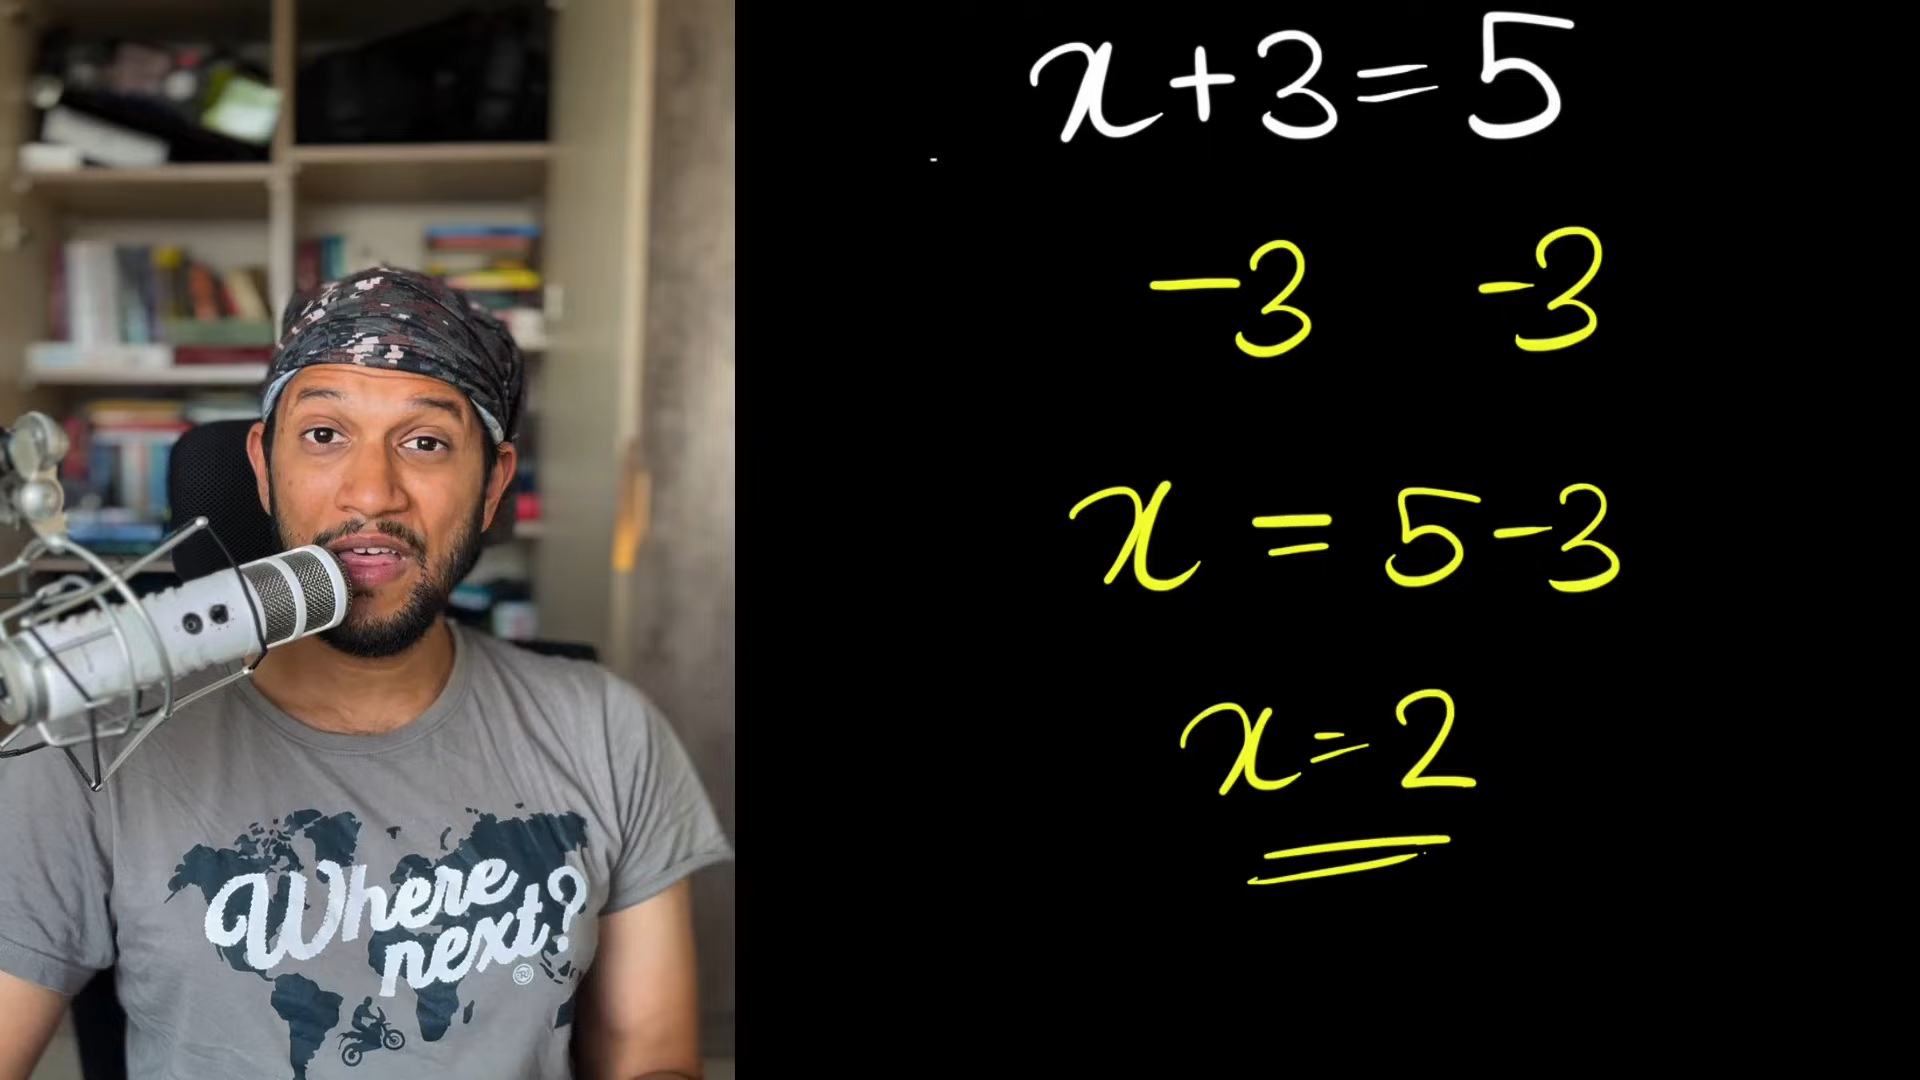 x+3=5
-3 -3
x = 5-3
x=2
Where
next?